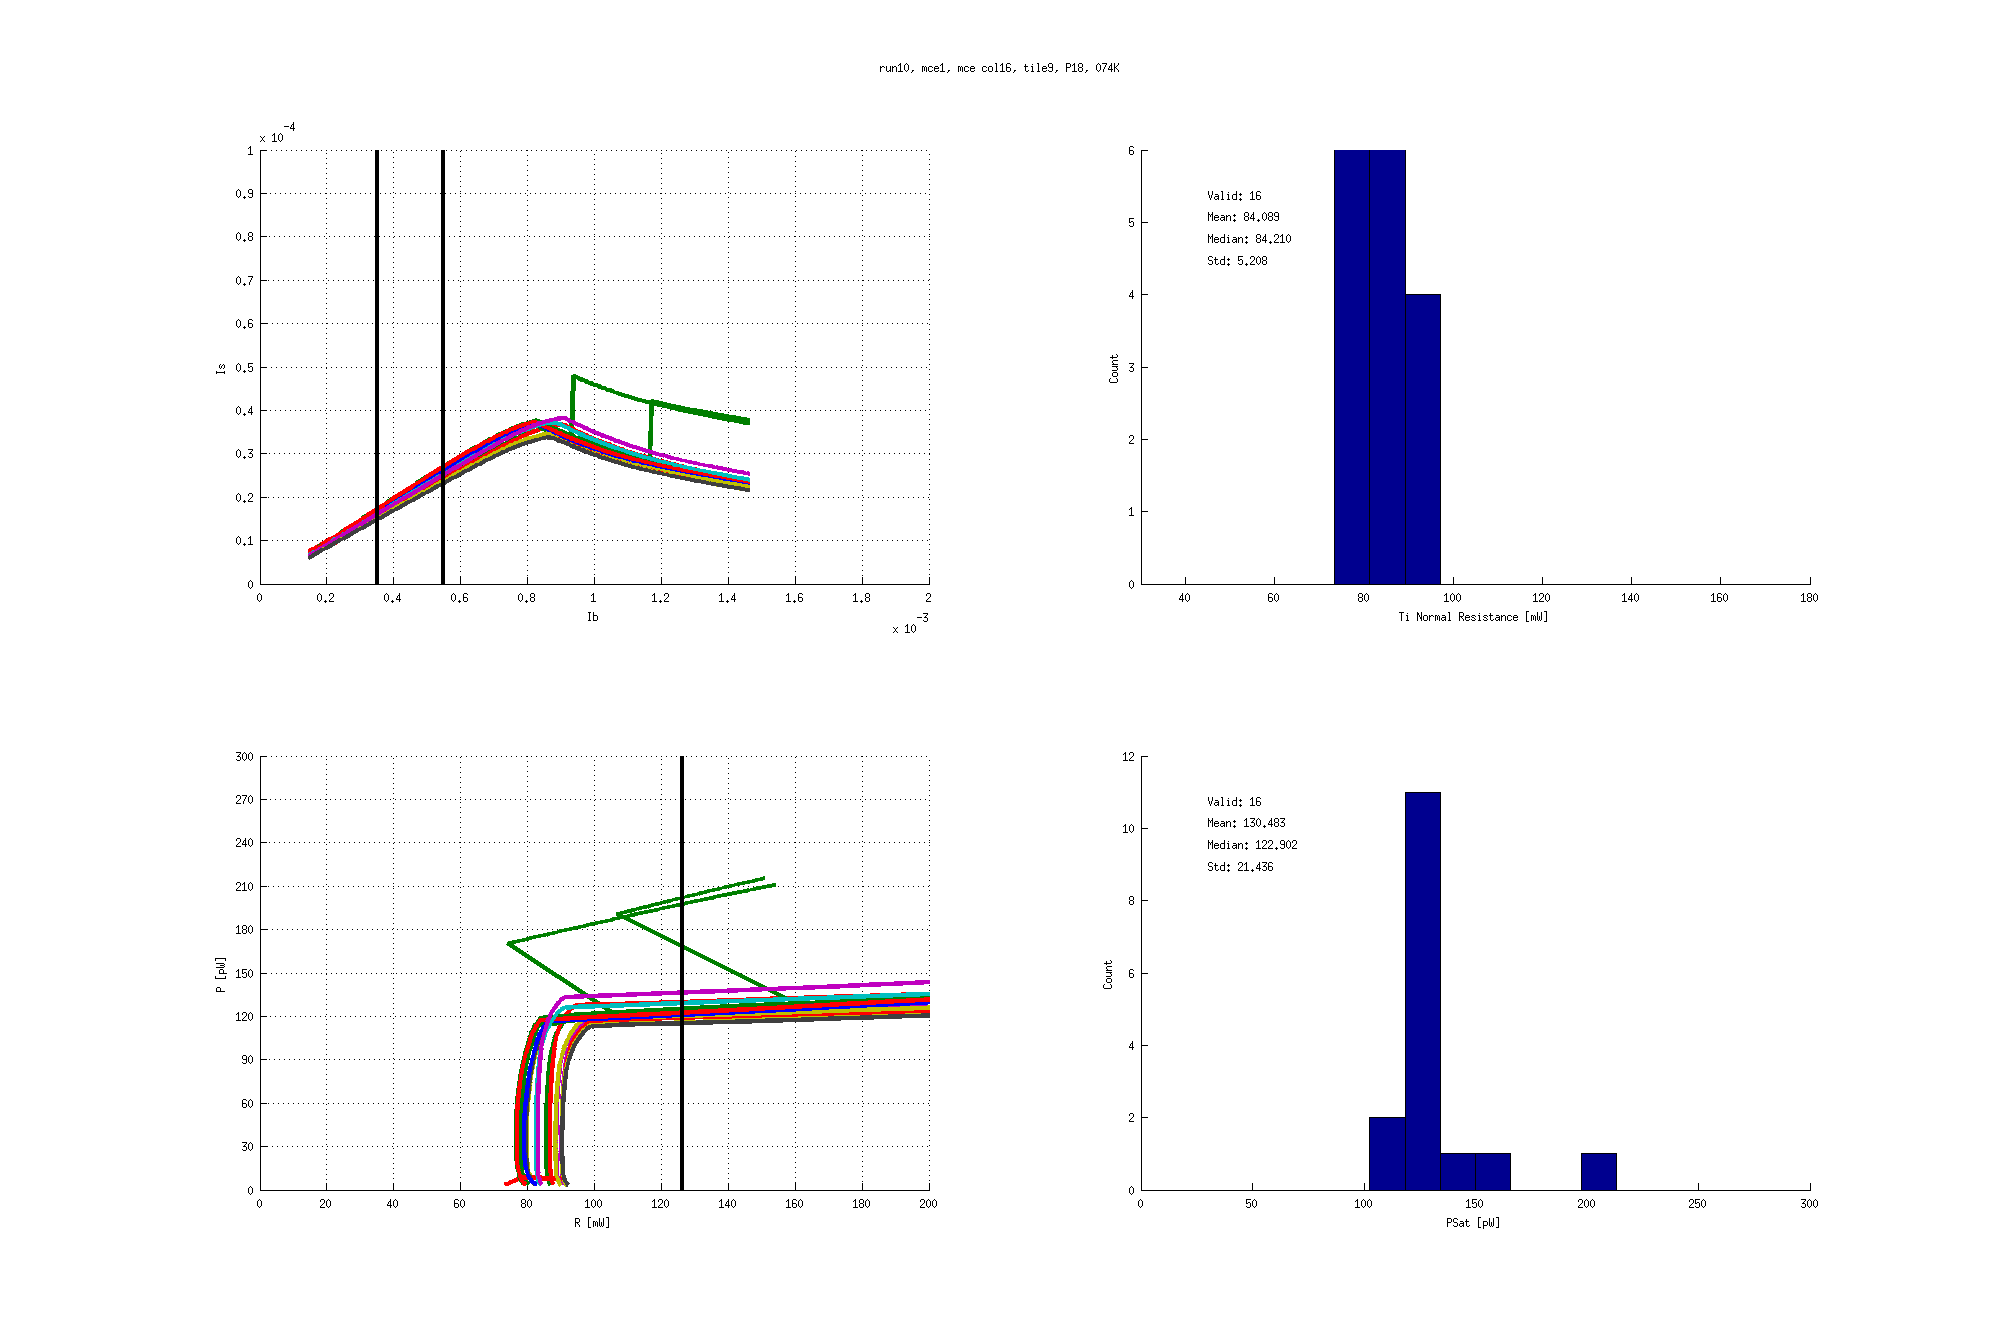 run10, mce1, mce col16, tile9, P18, 074K
x 10
-4
1
0.9
0.8
0.7
0.6
0.5
0.4
0.3
0.2
0.1
0
Is
0 0.2 0.4 0.6 0.8 1 1.2 1.4 1.6 1.8 2
Ib
x 10
-3
6
5
4
3
2
1
0
Count
Valid: 16
Mean: 84.089
Median: 84.210
Std: 5.208
40 60 80 100 120 140 160 180
Ti Normal Resistance [mW]
300
270
240
210
180
150
120
90
60
30
0
P [pW]
0 20 40 60 80 100 120 140 160 180 200
R [mW]
12
10
8
6
4
2
0
Count
Valid: 16
Mean: 130.483
Median: 122.902
Std: 21.436
0 50 100 150 200 250 300
PSat [pW]